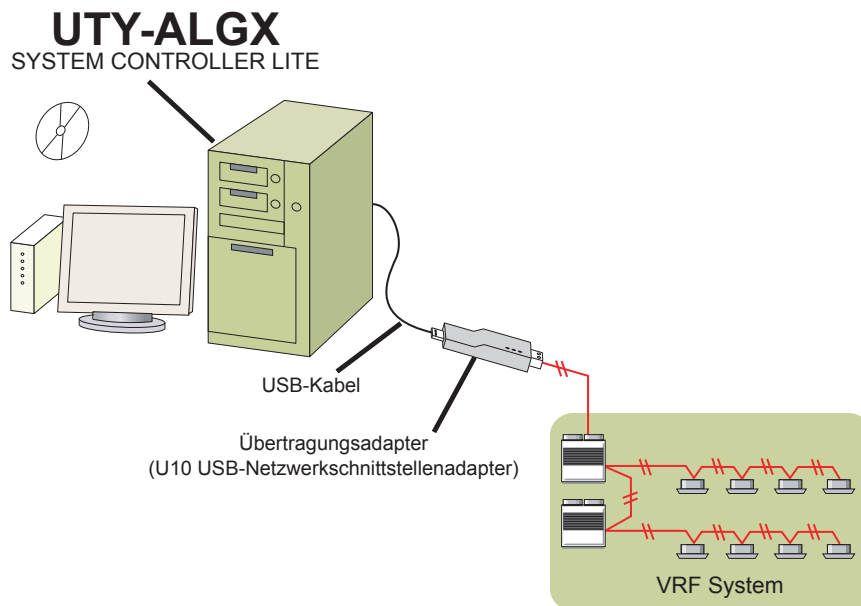 UTY-ALGX
SYSTEM CONTROLLER LITE
USB-Kabel
Übertragungsadapter
(U10 USB-Netzwerkschnittstellenadapter)
VRF System